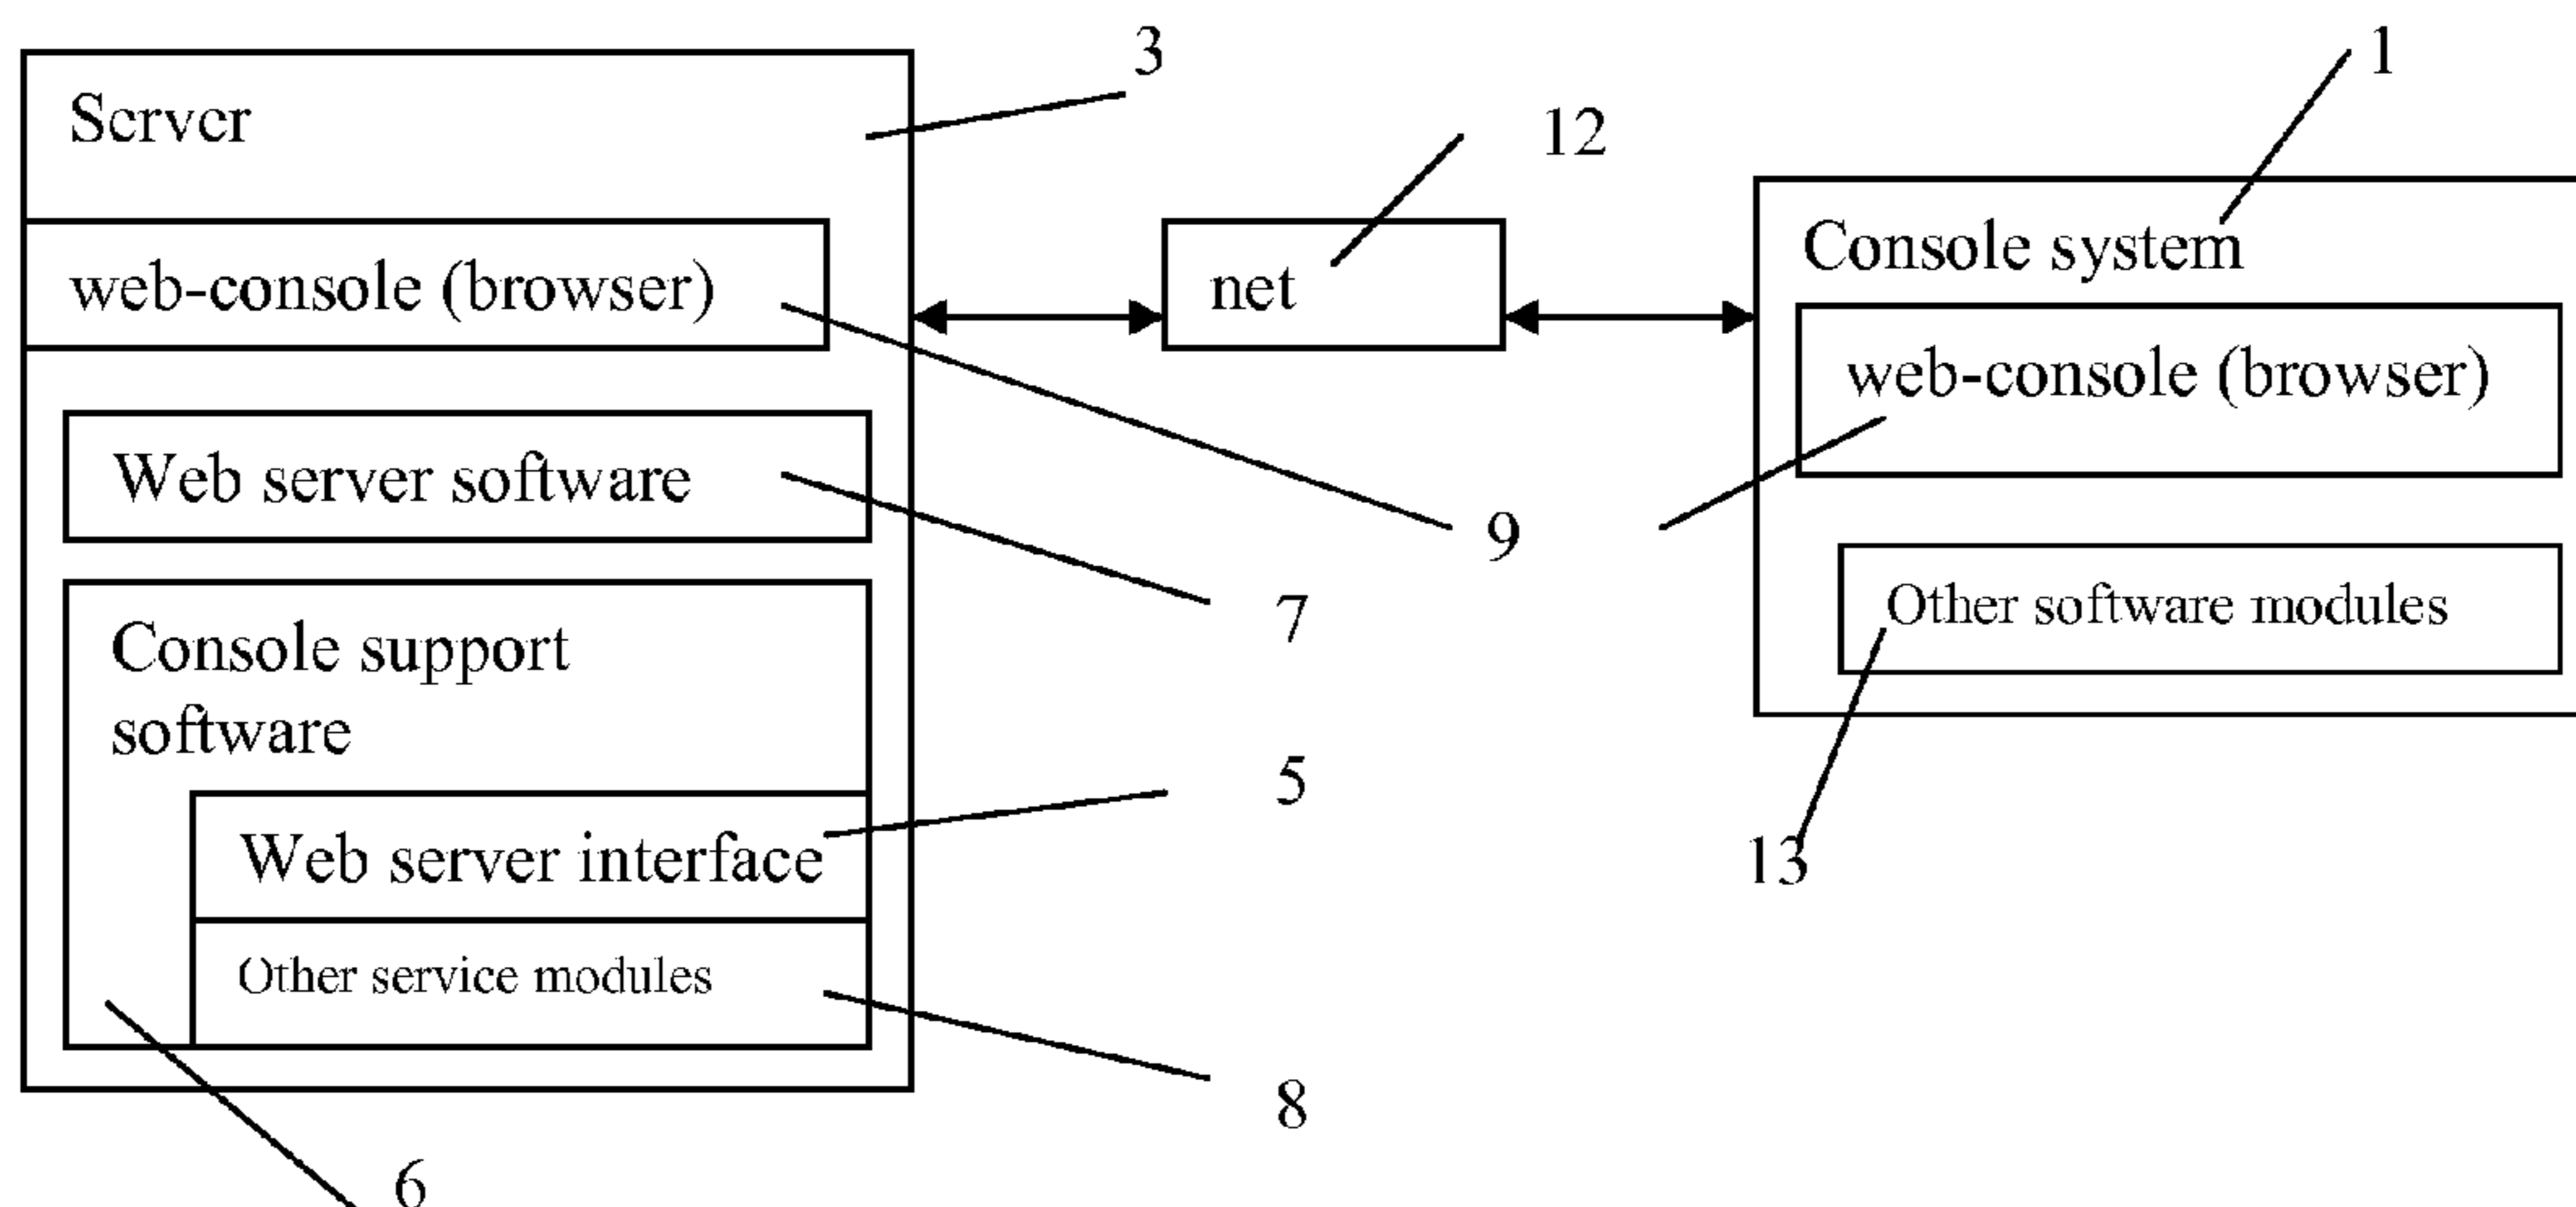 Server
3
web-console (browser)
Web server software
Console support
software
Web server interface
Other service modules
6
12
net
9
7
5
8
1
Console system
web-console (browser)
Other software modules
13